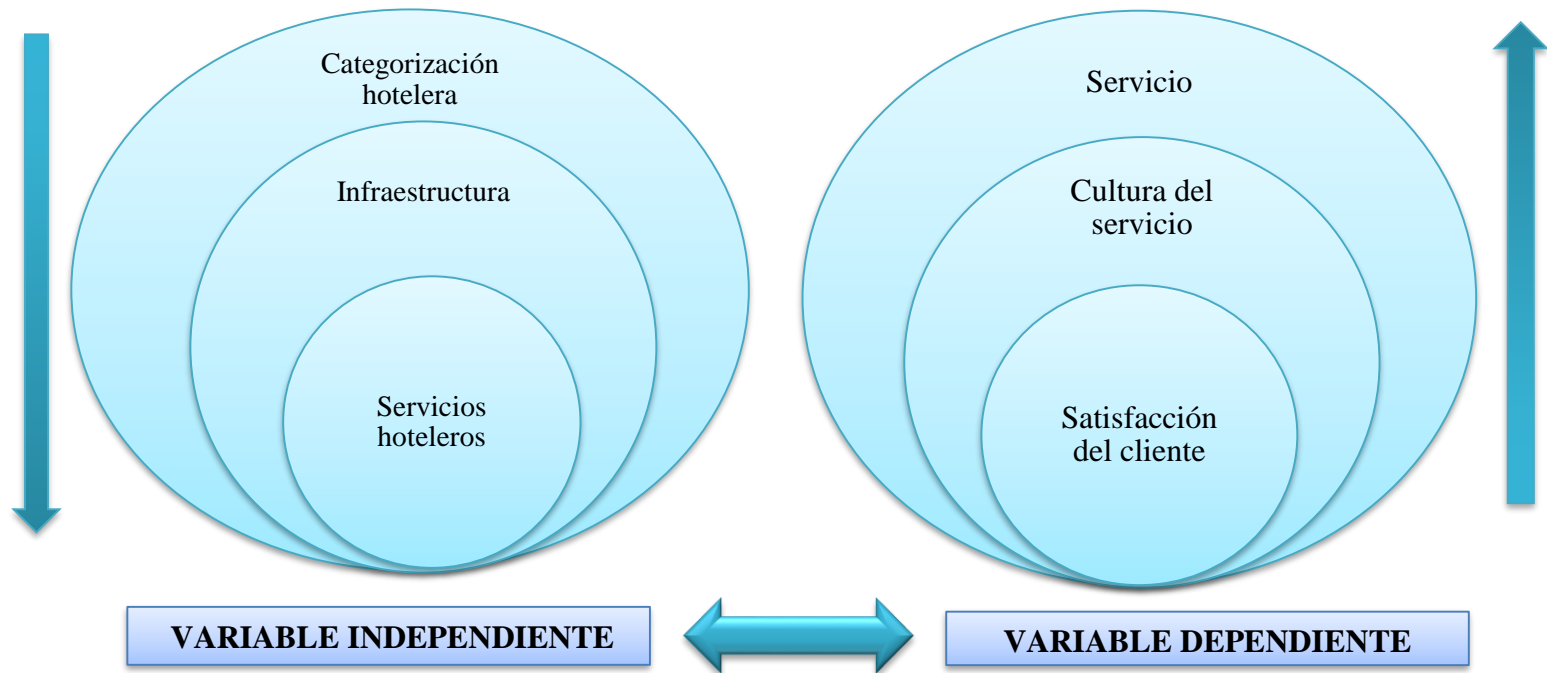 Categorización
hotelera
Infraestructura
Servicios
hoteleros
Servicio
Cultura del
servicio
Satisfacción
del cliente
VARIABLE INDEPENDIENTE
VARIABLE DEPENDIENTE